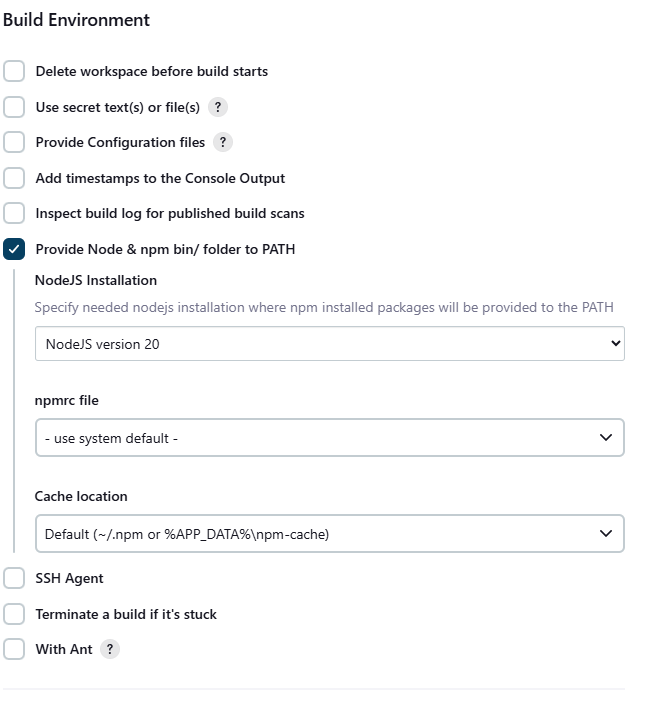 Build Environment
Delete workspace before build starts
Use secret text(s) or file(s) ?
Provide Configuration files ?
Add timestamps to the Console Output
Inspect build log for published build scans
Provide Node & npm bin/ folder to PATH
NodeJS Installation
Specify needed nodejs installation where npm installed packages will be provided to the PATH
NodeJS version 20
npmrc file
- use system default -
Cache location
Default (~/.npm or %APP_DATA%\npm-cache)
SSH Agent
Terminate a build if it's stuck
With Ant ?